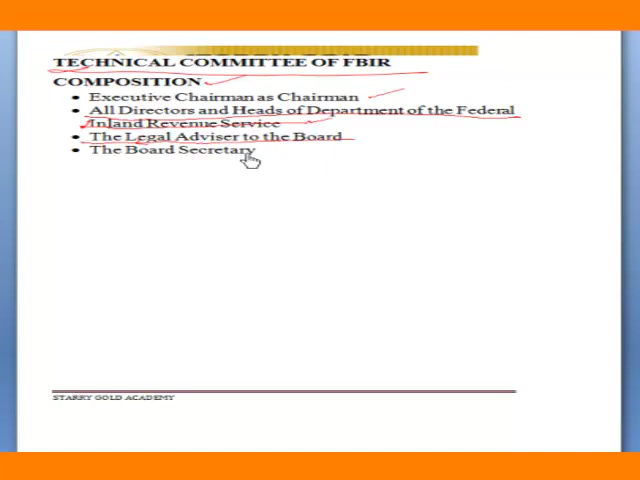 TECHNICAL COMMITTEE OF FBIR
COMPOSITION
• Executive Chairman as Chairman
• All Directors and Heads of Department of the Federal
Inland Revenue Service
• The Legal Adviser to the Board
• The Board Secretary
STARRY GOLD ACADEMY